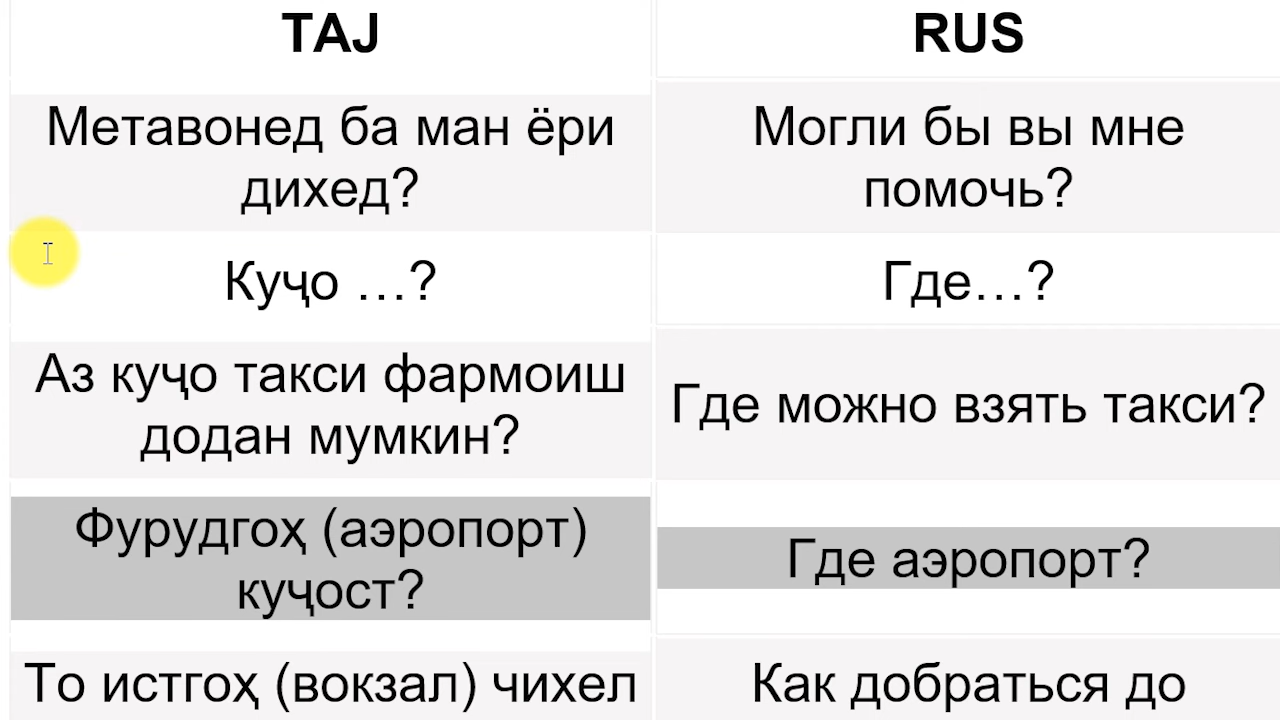 TAJ
RUS
Метавонед ба ман ёри
дихед?
Могли бы вы мне
помочь?
Куҷо ...?
Где...?
Аз куҷо такси фармоиш
додан мумкин?
Где можно взять такси?
Фурудгоҳ (аэропорт)
куҷост?
Где аэропорт?
То истгоҳ (вокзал) чихел
Как добраться до